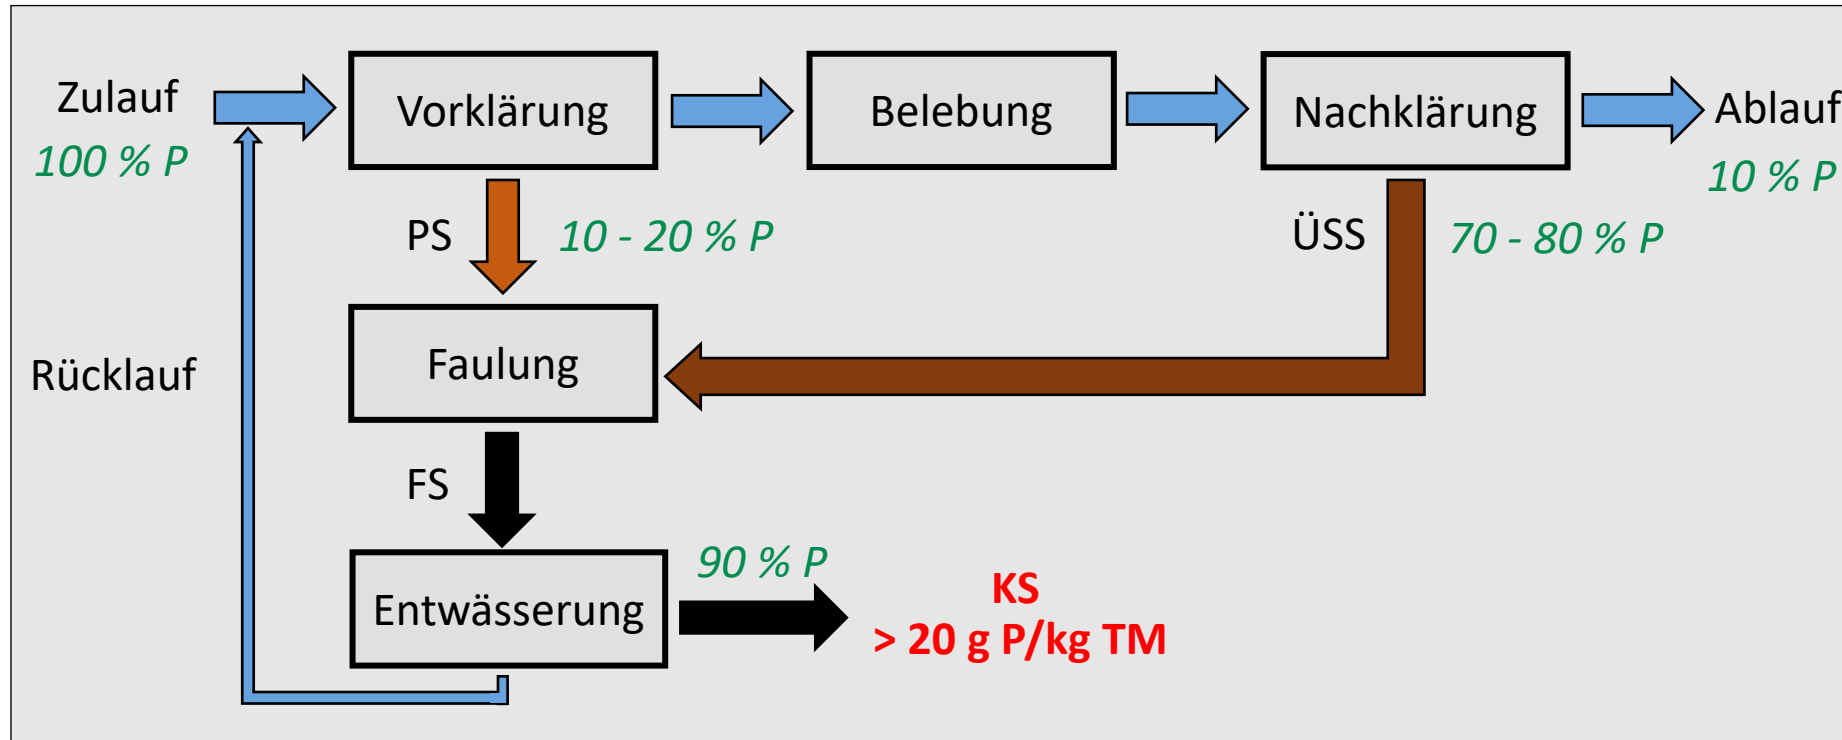 Zulauf
100 % P
Vorklärung
Belebung
Nachklärung
Ablauf
10 % P
PS
10 - 20 % P
ÜSS
70 - 80 % P
Rücklauf
Faulung
FS
90 % P
Entwässerung
KS
> 20 g P/kg TM